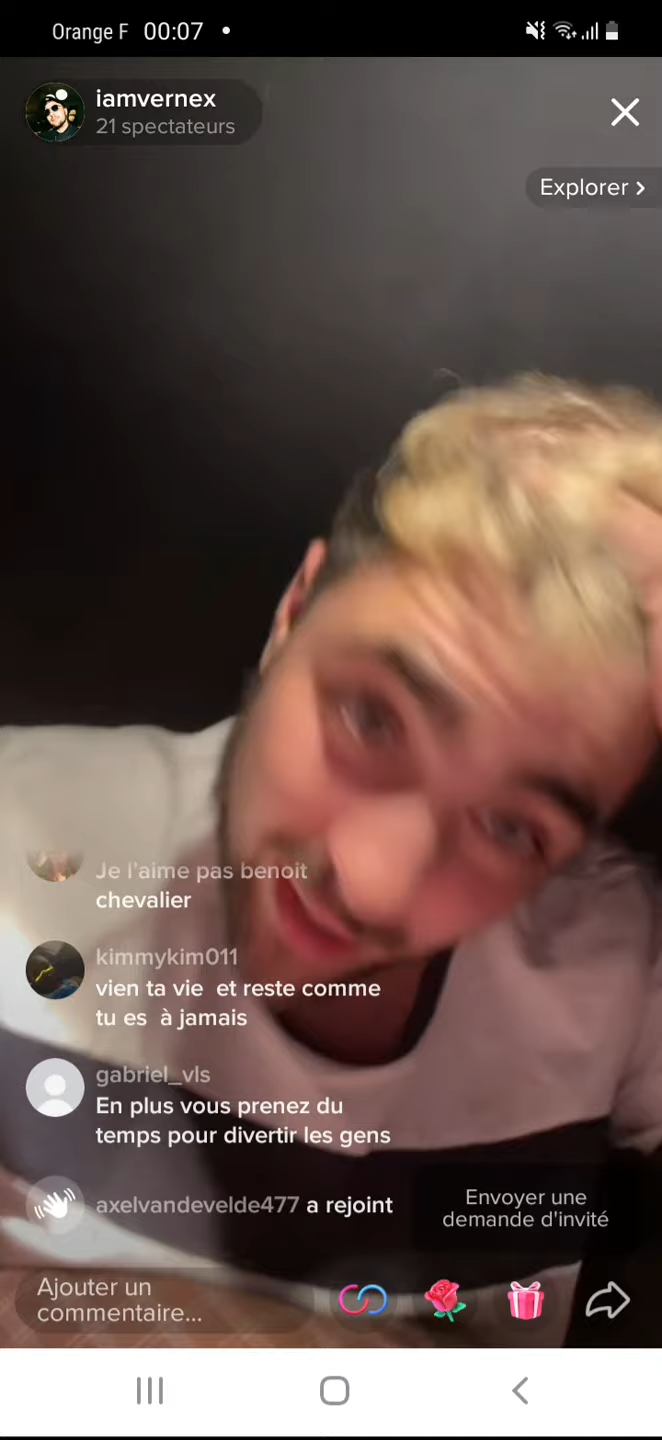 Orange F 00:07
iamvernex
21 spectateurs
Explorer
Je l'aime pas benoit
chevalier
kimmykim011
vien ta vie et reste comme
tu es à jamais
gabriel_vls
En plus vous prenez du
temps pour divertir les gens
axelvandevelde477 a rejoint
Envoyer une
demande d'invité
Ajouter un
commentaire...